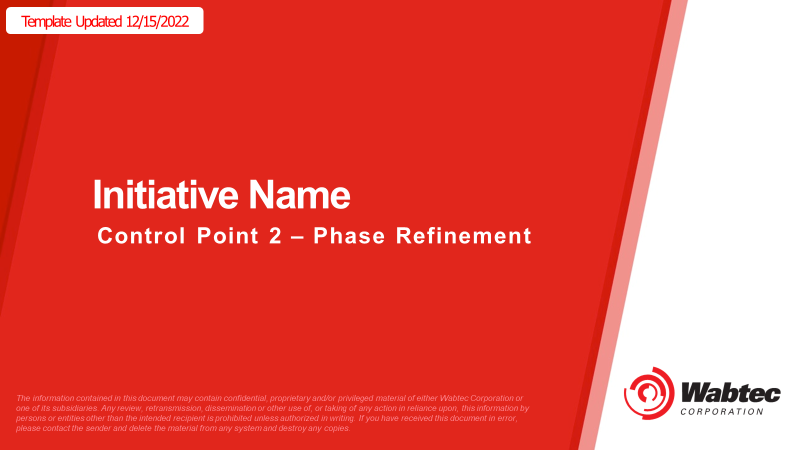 Template Updated 12/15/2022
Initiative Name
Control Point 2 – Phase Refinement
The information contained in this document may contain confidential, proprietary and/or privileged material of either Wabtec Corporation or
one of its subsidiaries. Any review, retransmission, dissemination or other use of, or taking of any action in reliance upon, this information by
persons or entities other than the intended recipient is prohibited unless authorized in writing. If you have received this document in error,
please contact the sender and delete the material from any system and destroy any copies.
Wabtec
CORPORATION